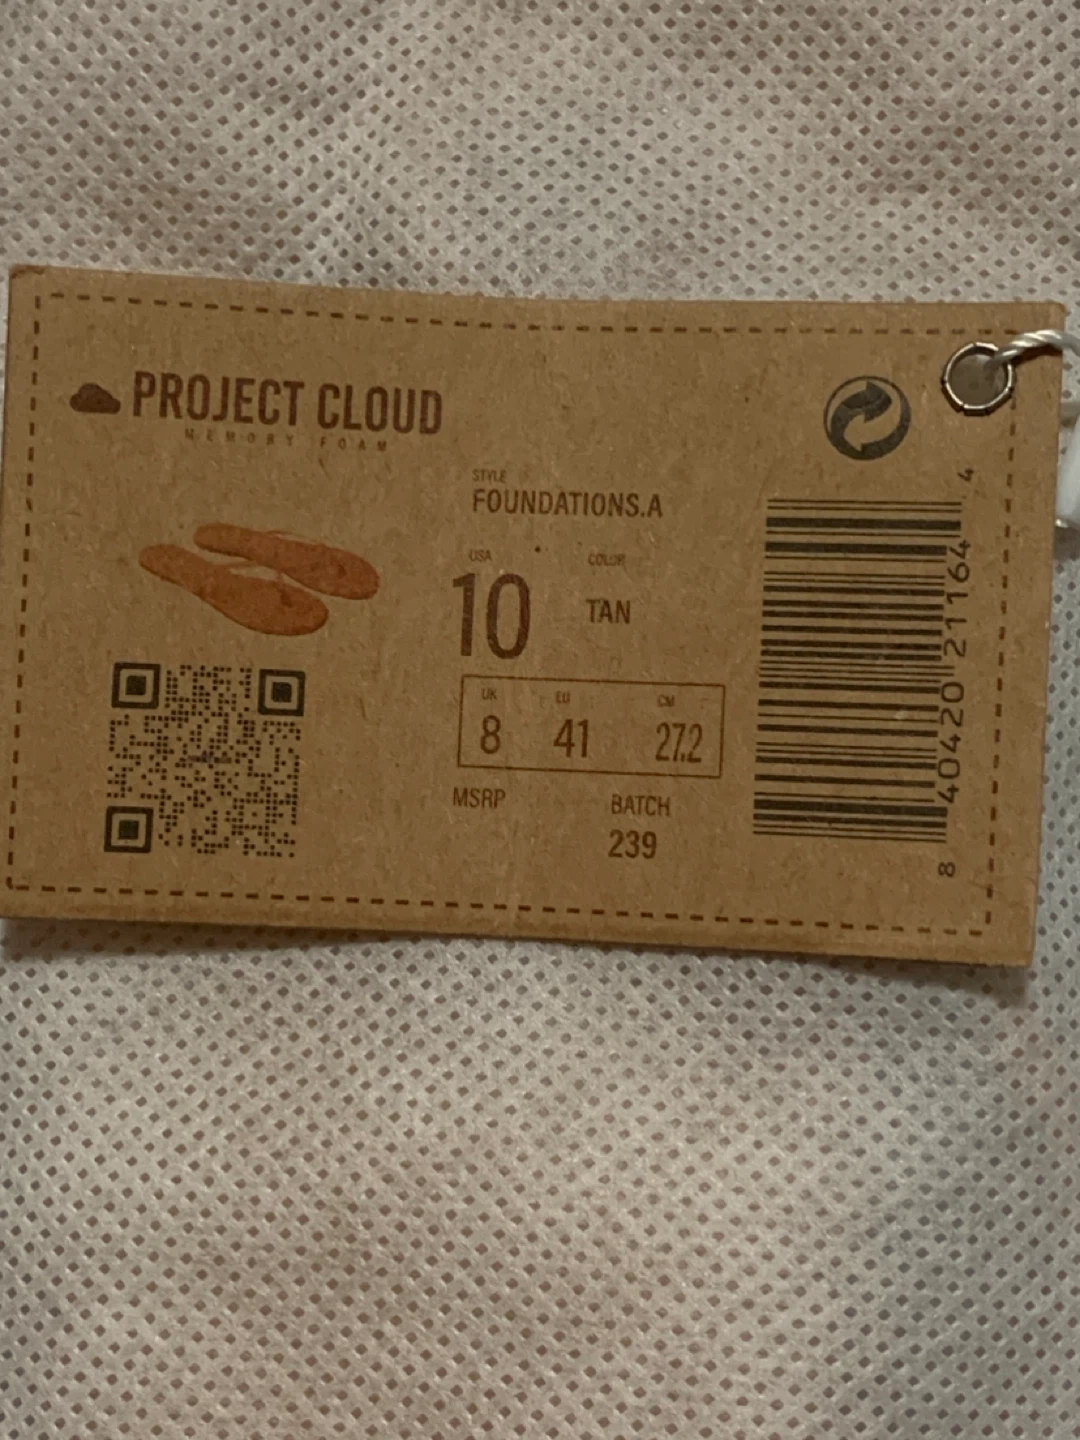 PROJECT CLOUD
MEMORY FOAM
STYLE
FOUNDATIONS.A
USA
COLOR
10
TAN
UK
EU
CM
8
41
27.2
MSRP
BATCH
239
8 40420 21164 4